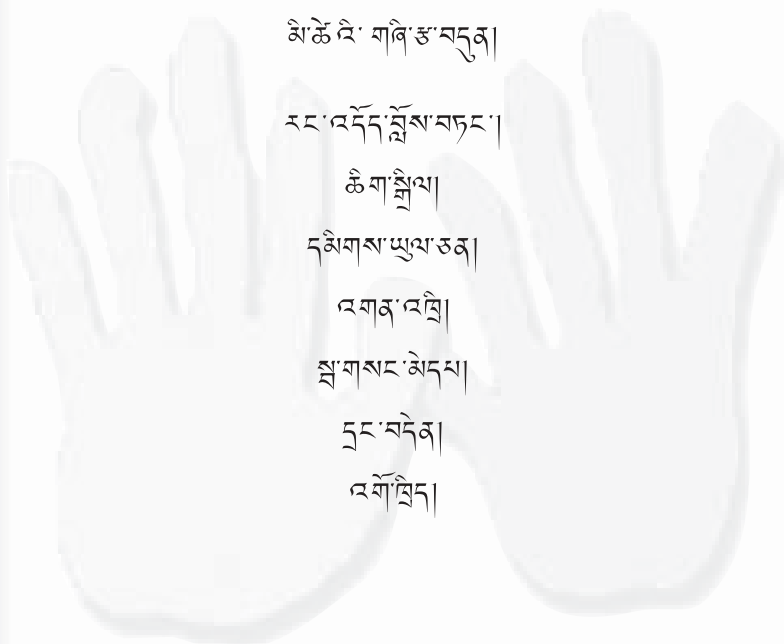 མི་ཚེའི་ གཞི་རྩ་བདུན།
རང་འདོད་བློས་བཏང་།
ཆིག་སྒྲིལ།
དམིགས་ཡུལ་ཅན།
འགན་འཁྲི།
སྦ་གསང་མེདཔ།
དྲང་བདེན།
འགོ་ཁྲིད།